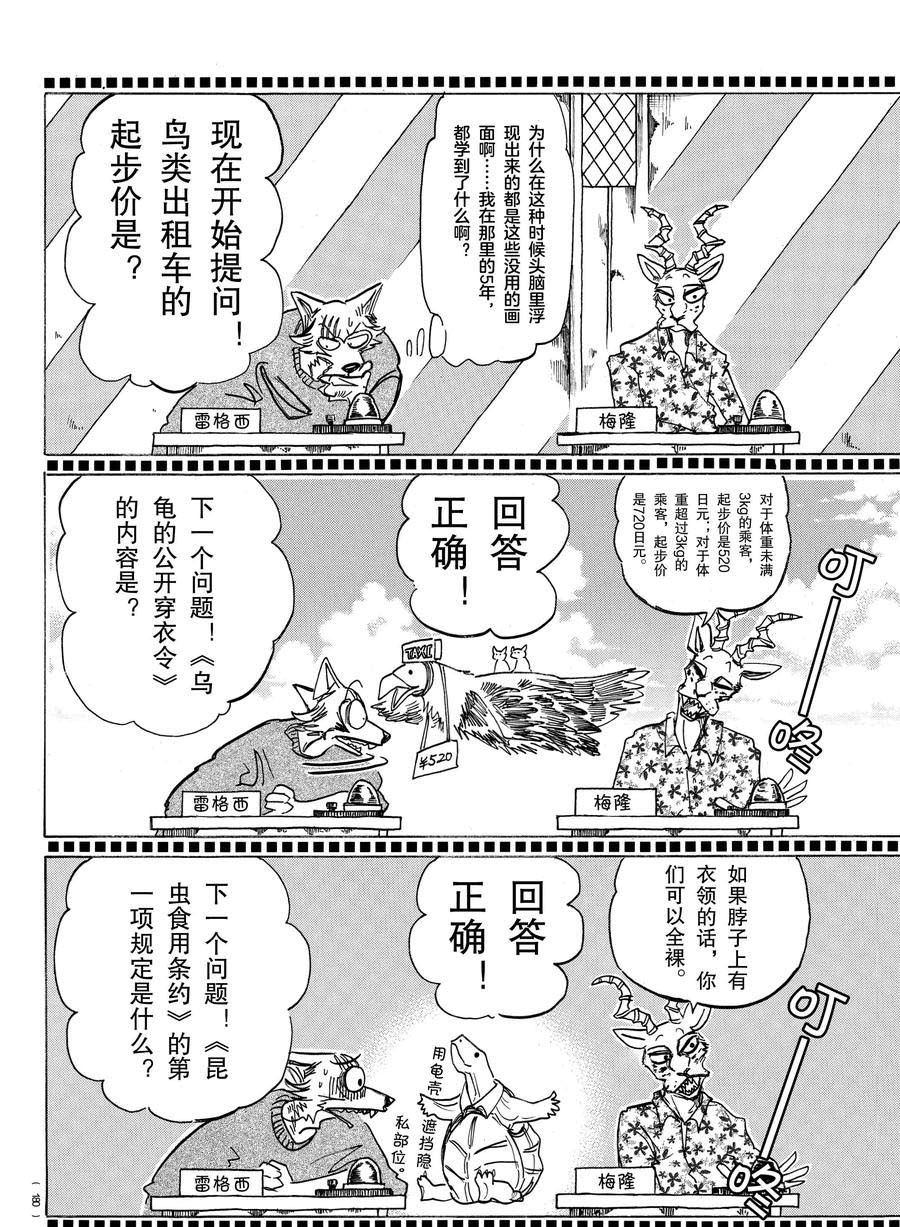 为什么在这种时候头脑里浮
现出来的都是这些没用的画
面啊……我在那里的5年，
都学到了什么啊？
现在开始提问！
鸟类出租车的
起步价是？
梅隆
雷格西
叮——咚
对于体重未满
3kg的乘客，
起步价是520
日元；对于体
重超过3kg的
乘客，起步价
是720日元。
回答
正确！
TAXI
¥520
下一个问题！《乌
龟的公开穿衣令》
的内容是？
梅隆
雷格西
叮——咚
如果脖子上有
衣领的话，你
们可以全裸。
回答
正确！
用龟壳
遮挡隐
私部位。
下一个问题！《昆
虫食用条约》的第
一项规定是什么？
梅隆
雷格西